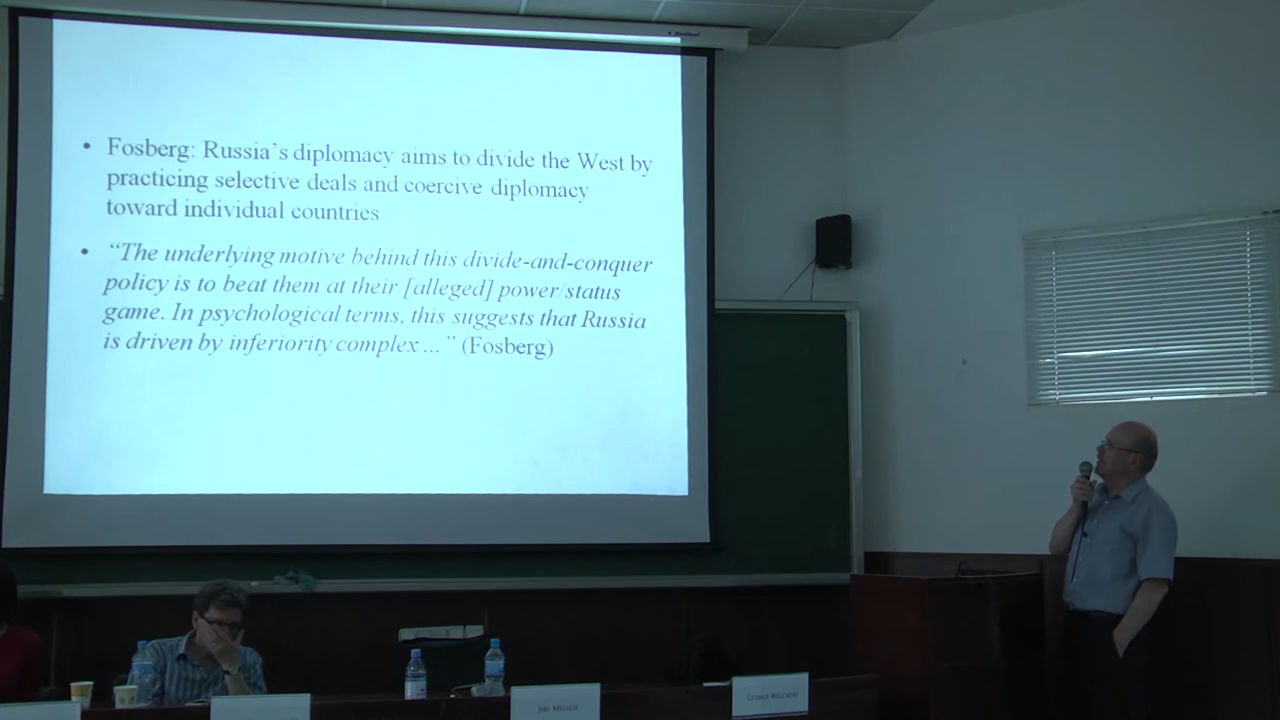 • Fosberg: Russia's diplomacy aims to divide the West by
practicing selective deals and coercive diplomacy
toward individual countries
• “The underlying motive behind this divide-and-conquer
policy is to beat them at their [alleged] power/status
game. In psychological terms, this suggests that Russia
is driven by inferiority complex ... ” (Fosberg)